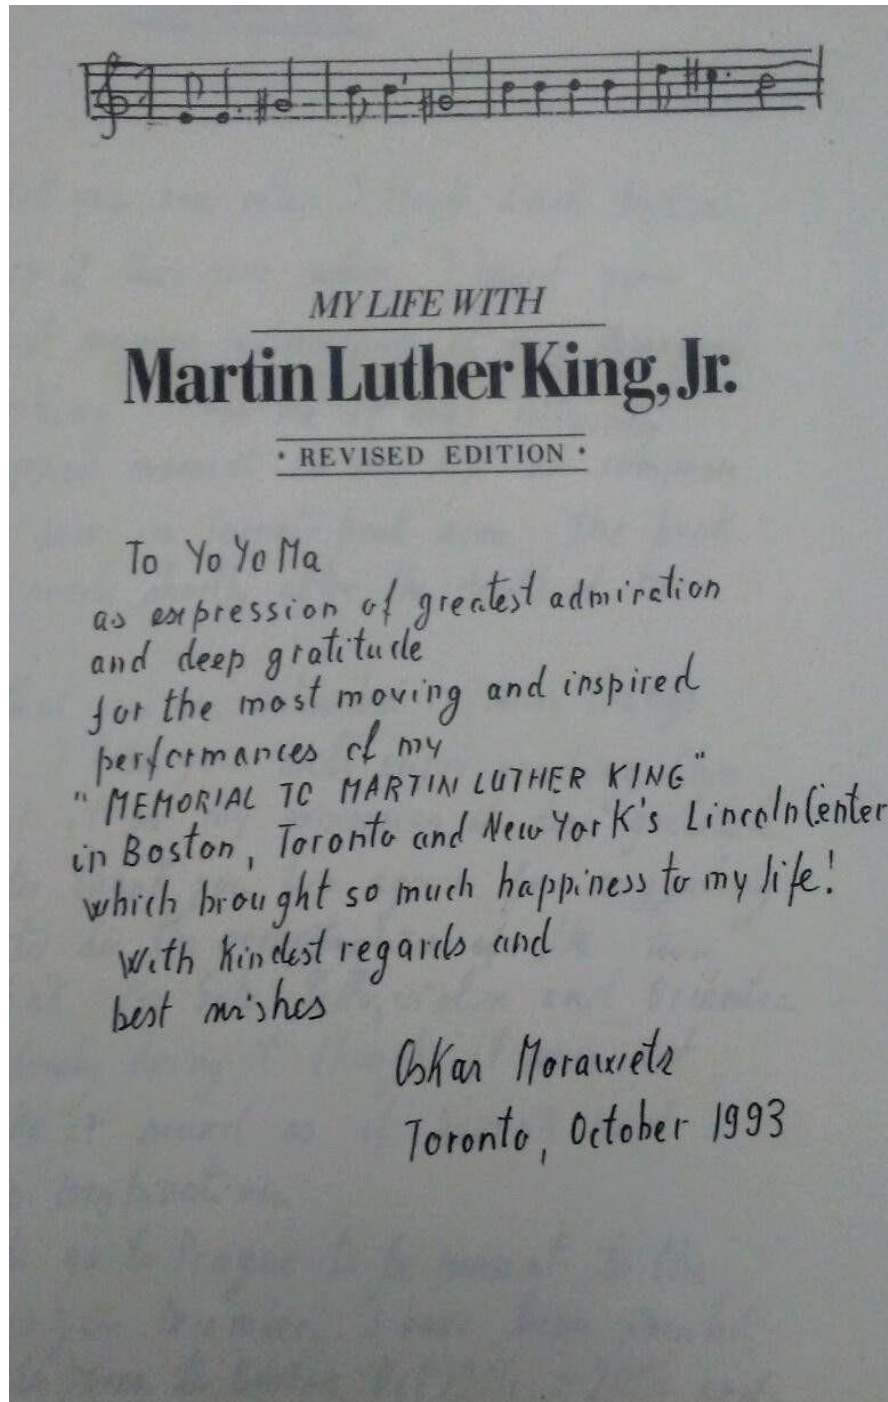 MY LIFE WITH
Martin Luther King, Jr.
· REVISED EDITION ·
To Yo Yo Ma
as expression of greatest admiration
and deep gratitude
for the most moving and inspired
performances of my
"MEMORIAL TO MARTIN LUTHER KING"
in Boston, Toronto and New York's Lincoln Center
which brought so much happiness to my life!
With kindest regards and
best wishes
Oskar Morawetz
Toronto, October 1993